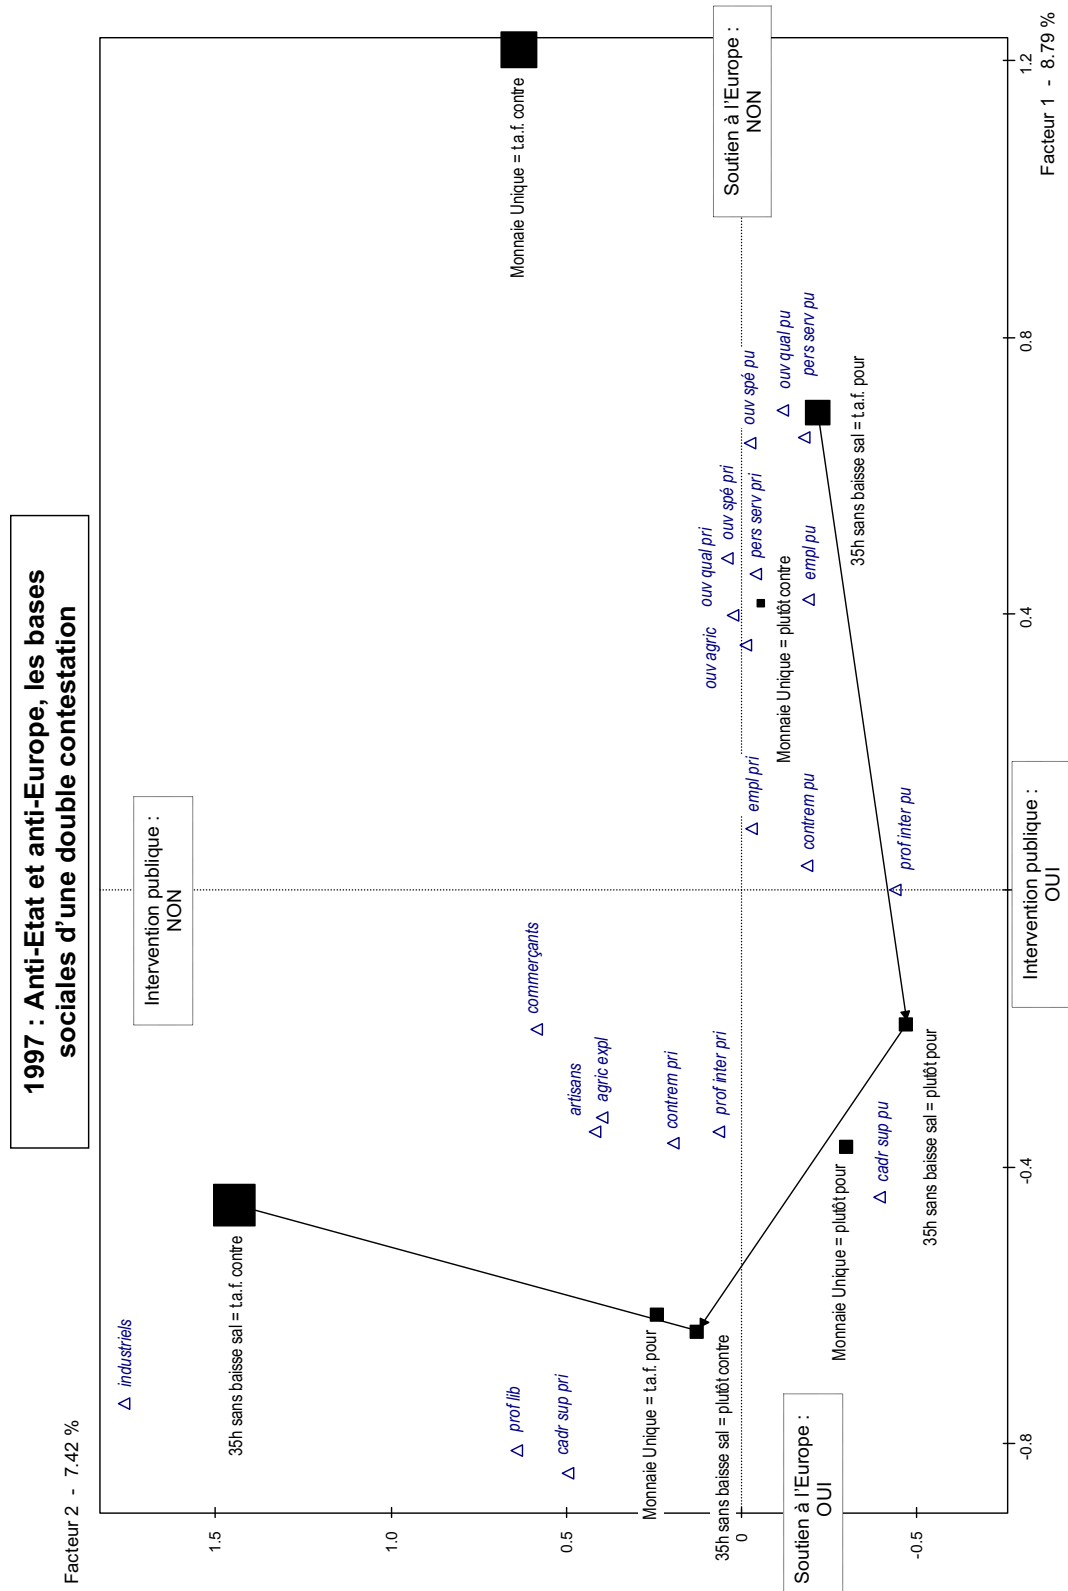 1997 : Anti-Etat et anti-Europe, les bases
sociales d'une double contestation
Facteur 2 - 7.42 %
Intervention publique :
NON
industriels
1.5
35h sans baisse sal = t.a.f. contre
1.0
prof lib
cadr sup pri
commerçants
artisans
agric expl
Monnaie Unique = t.a.f. contre
0.5
Monnaie Unique = t.a.f. pour
contrem pri
prof inter pri
35h sans baisse sal = plutôt contre
ouv agric
ouv qual pri
ouv spé pri
0
Soutien à l'Europe :
OUI
empl pri
pers serv pri
ouv spé pu
Soutien à l'Europe :
NON
Monnaie Unique = plutôt contre
ouv qual pu
contrem pu
empl pu
pers serv pu
Monnaie Unique = plutôt pour
35h sans baisse sal = t.a.f. pour
cadr sup pu
prof inter pu
-0.5
35h sans baisse sal = plutôt pour
-0.8
-0.4
0.4
0.8
1.2
Intervention publique :
OUI
Facteur 1 - 8.79 %